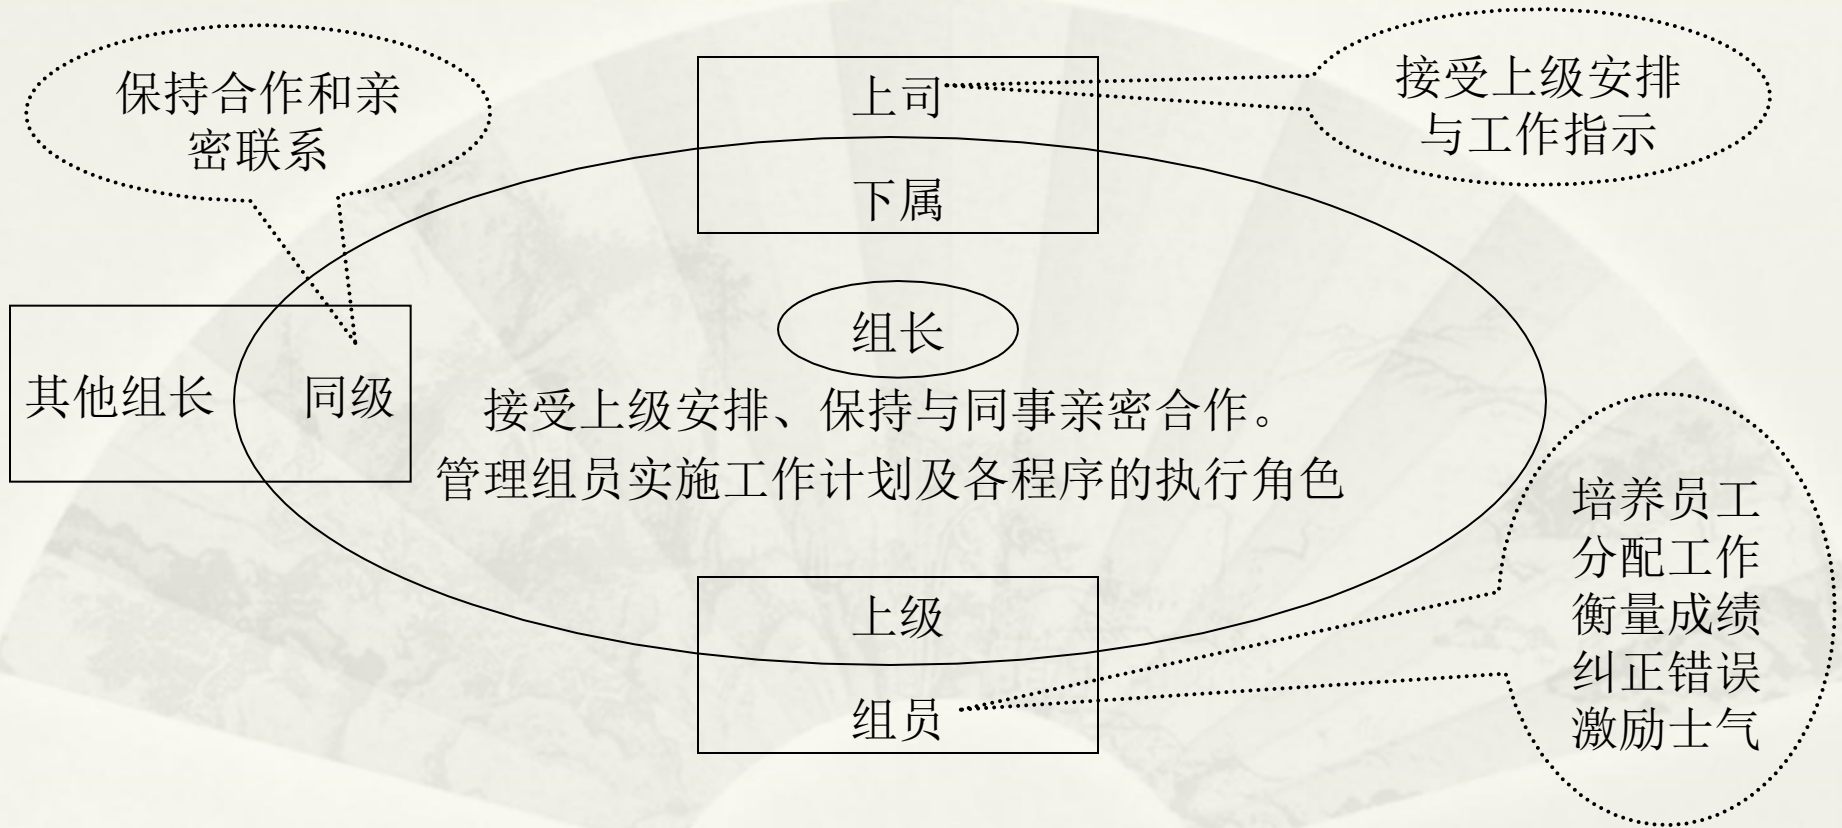 保持合作和亲
密联系
上司
下属
接受上级安排
与工作指示
组长
其他组长 同级
接受上级安排、保持与同事亲密合作。
管理组员实施工作计划及各程序的执行角色
上级
组员
培养员工
分配工作
衡量成绩
纠正错误
激励士气